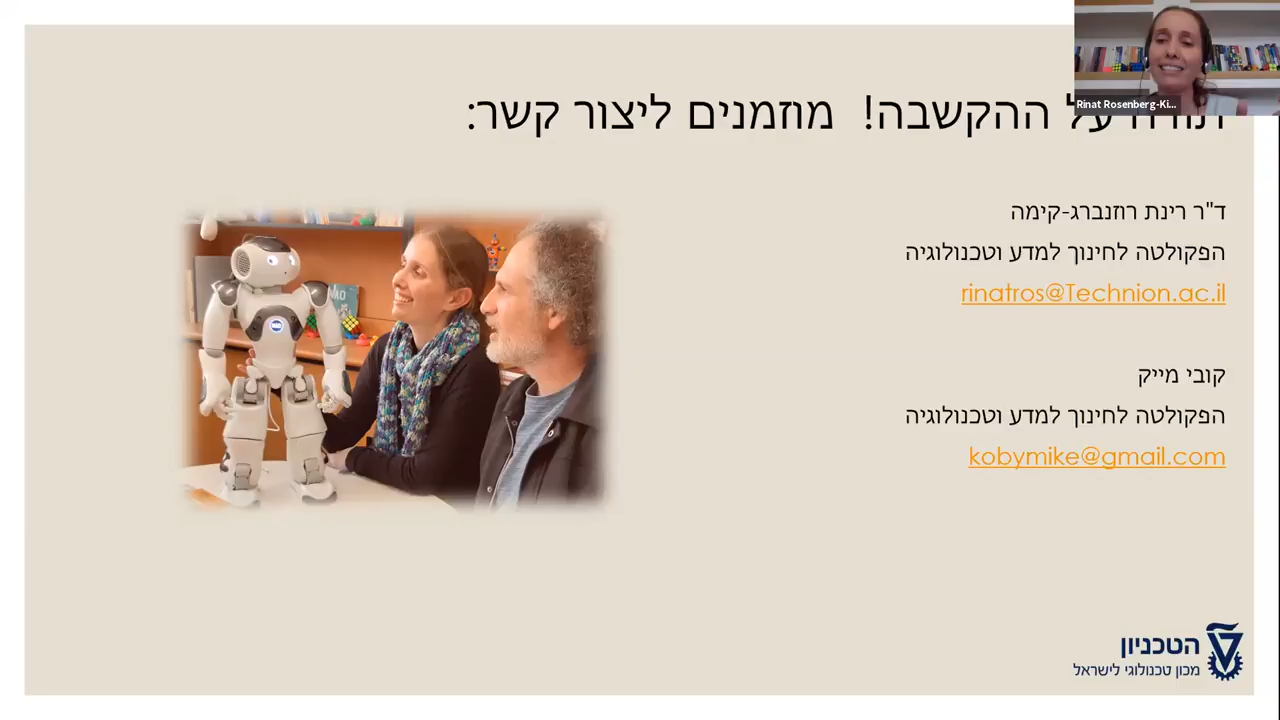 על ההקשבה! מוזמנים ליצור קשר:
Rinat Rosenberg-Ki...
ד"ר רינת רוזנברג-קימה
הפקולטה לחינוך למדע וטכנולוגיה
rinatros@Technion.ac.il
קובי מייק
הפקולטה לחינוך למדע וטכנולוגיה
kobymike@gmail.com
הטכניון
מכון טכנולוגי לישראל